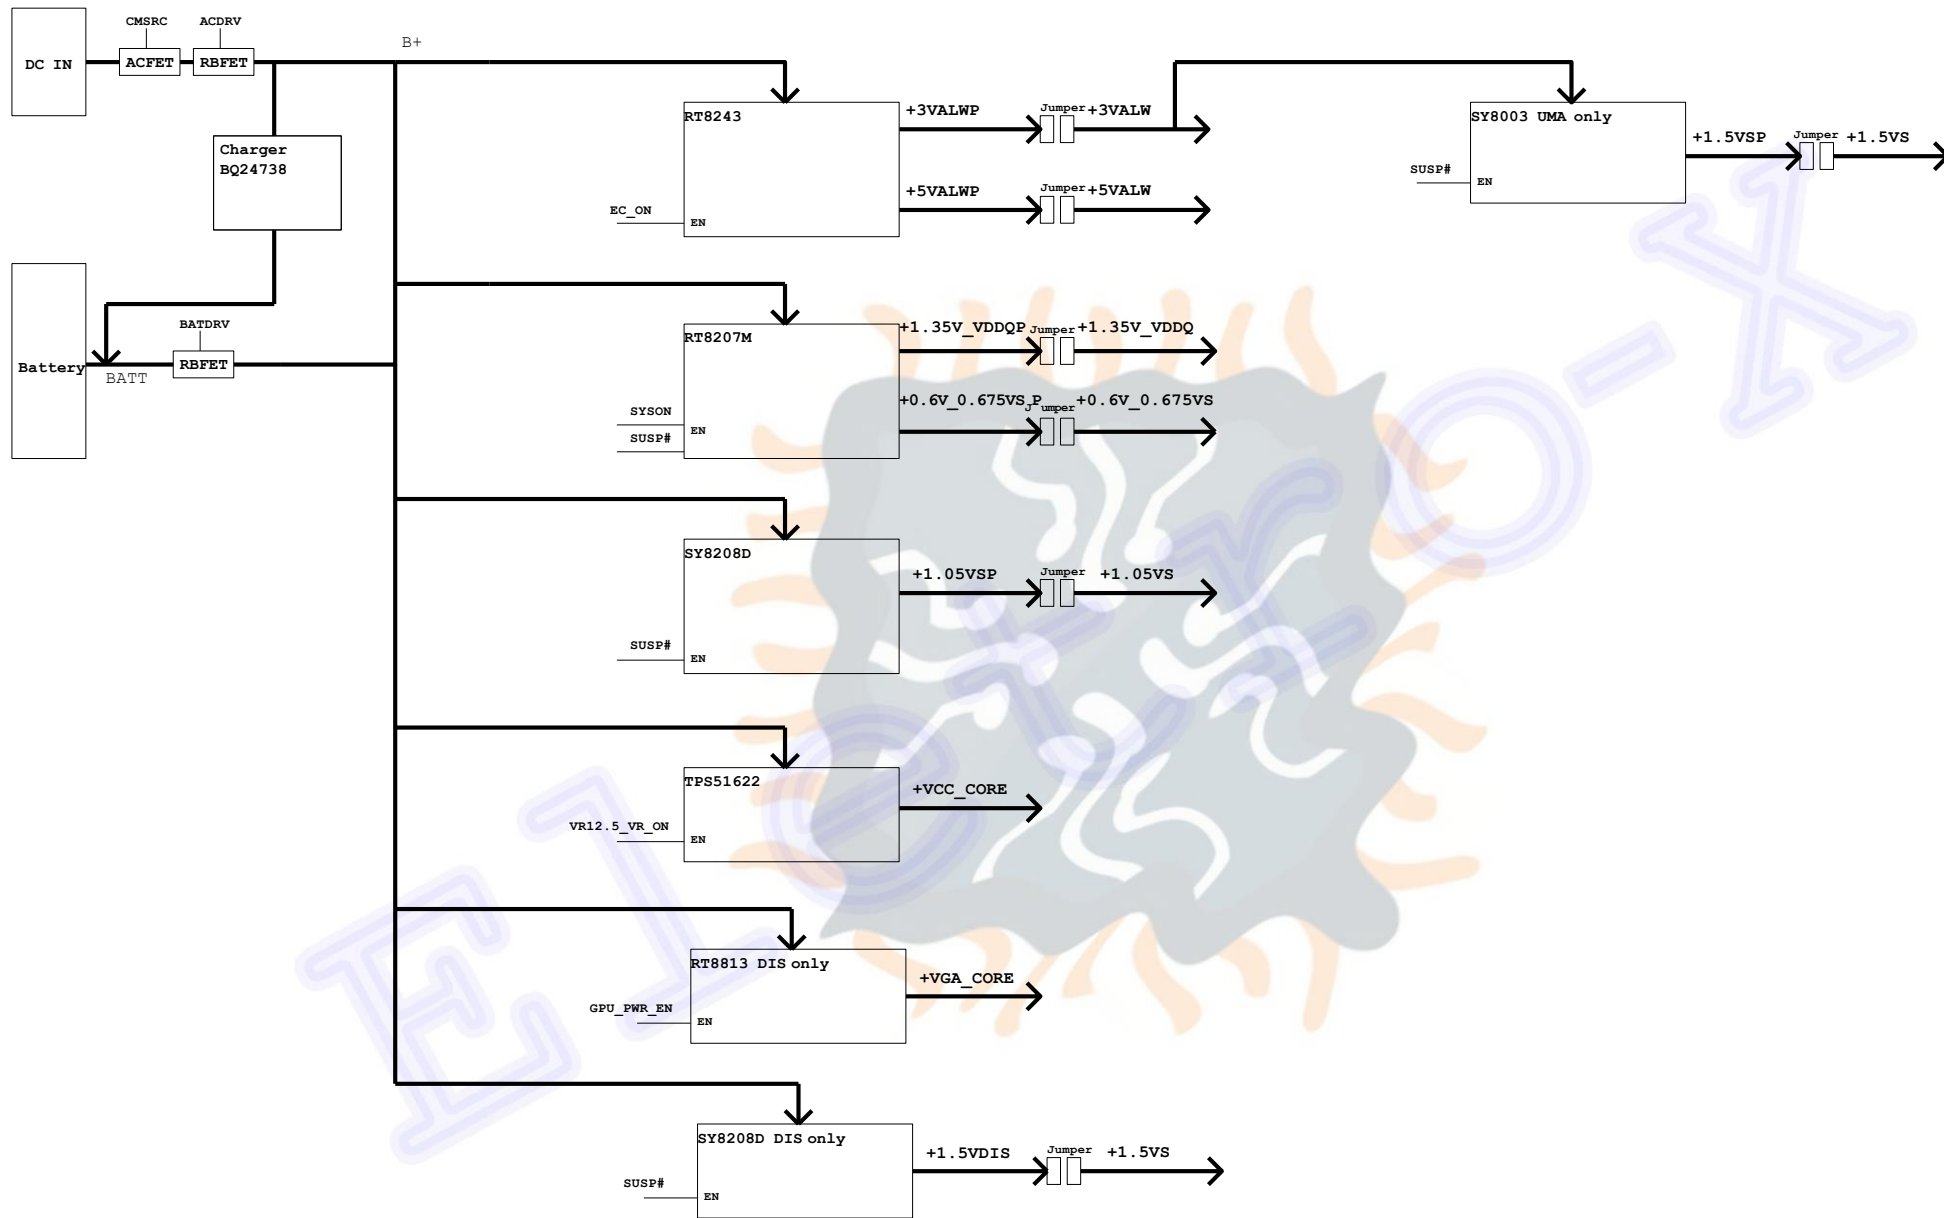 CMSRC
ACDRV
DC IN
ACFET
RBFET
B+
Charger
BQ24738
Battery
BATT
BATDRV
RBFET
RT8243
EC_ON
EN
+3VALWP
Jumper
+3VALW
+5VALWP
Jumper
+5VALW
SY8003 UMA only
SUSP#
EN
+1.5VSP
Jumper
+1.5VS
RT8207M
SYSON
EN
SUSP#
+1.35V_VDDQP
Jumper
+1.35V_VDDQ
+0.6V_0.675VSP
Jumper
+0.6V_0.675VS
SY8208D
SUSP#
EN
+1.05VSP
Jumper
+1.05VS
TPS51622
VR12.5_VR_ON
EN
+VCC_CORE
RT8813 DIS only
GPU_PWR_EN
EN
+VGA_CORE
SY8208D DIS only
SUSP#
EN
+1.5VDIS
Jumper
+1.5VS
Elektro-X